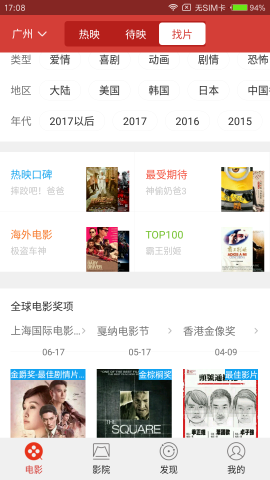 17:08 无SIM卡 94%
广州 热映 待映 找片
类型 爱情 喜剧 动画 剧情 恐怖
地区 大陆 美国 韩国 日本 中国
年代 2017以后 2017 2016 2015
热映口碑 最受期待
摔跤吧！爸爸 神偷奶爸3
海外电影 TOP100
极盗车神 霸王别姬
全球电影奖项
上海国际电影... 戛纳电影节 香港金像奖
06-17 05-17 04-09
金爵奖-最佳剧情片... 金棕榈奖 最佳影片
THE SQUARE
电影 影院 发现 我的